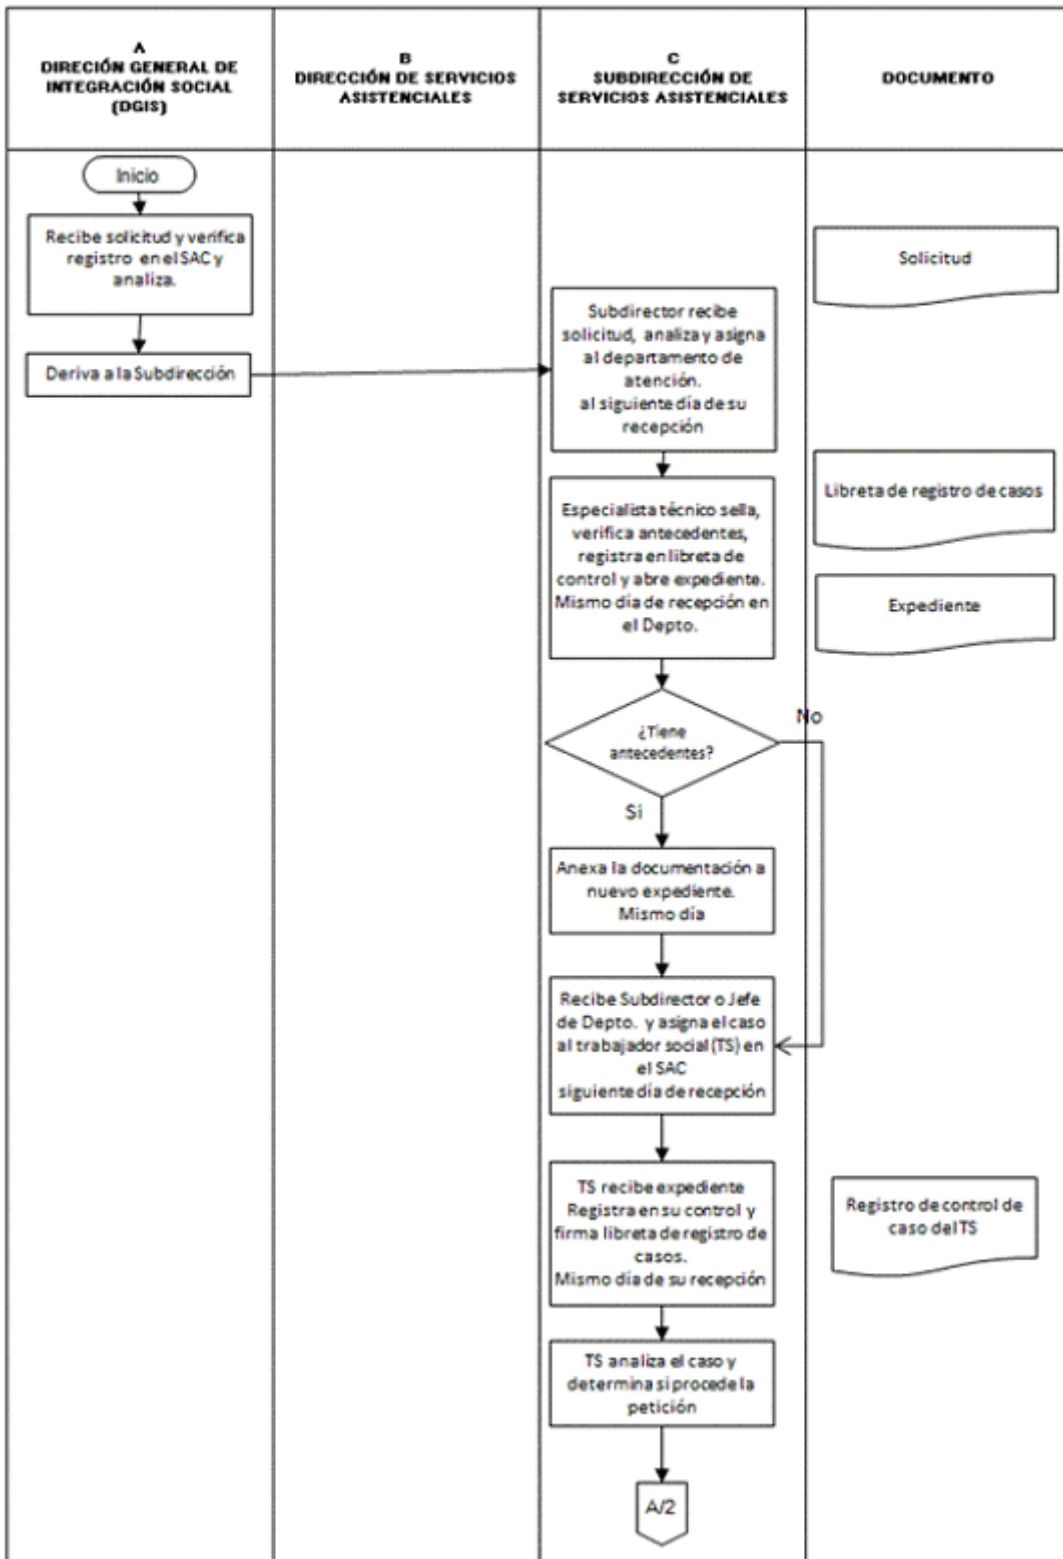 A
DIRECIÓN GENERAL DE
INTEGRACIÓN SOCIAL
(DGIS)
B
DIRECCIÓN DE SERVICIOS
ASISTENCIALES
C
SUBDIRECCIÓN DE
SERVICIOS ASISTENCIALES
DOCUMENTO
Inicio
Recibe solicitud y verifica
registro en el SAC y
analiza.
Solicitud
Deriva a la Subdirección
Subdirector recibe
solicitud, analiza y asigna
al departamento de
atención.
al siguiente día de su
recepción
Libreta de registro de casos
Especialista técnico sella,
verifica antecedentes,
registra en libreta de
control y abre expediente.
Mismo día de recepción en
el Depto.
Expediente
¿Tiene
antecedentes?
No
Si
Anexa la documentación a
nuevo expediente.
Mismo día
Recibe Subdirector o Jefe
de Depto. y asigna el caso
al trabajador social (TS) en
el SAC
siguiente día de recepción
TS recibe expediente
Registra en su control y
firma libreta de registro de
casos.
Mismo día de su recepción
Registro de control de
caso del TS
TS analiza el caso y
determina si procede la
petición
A/2